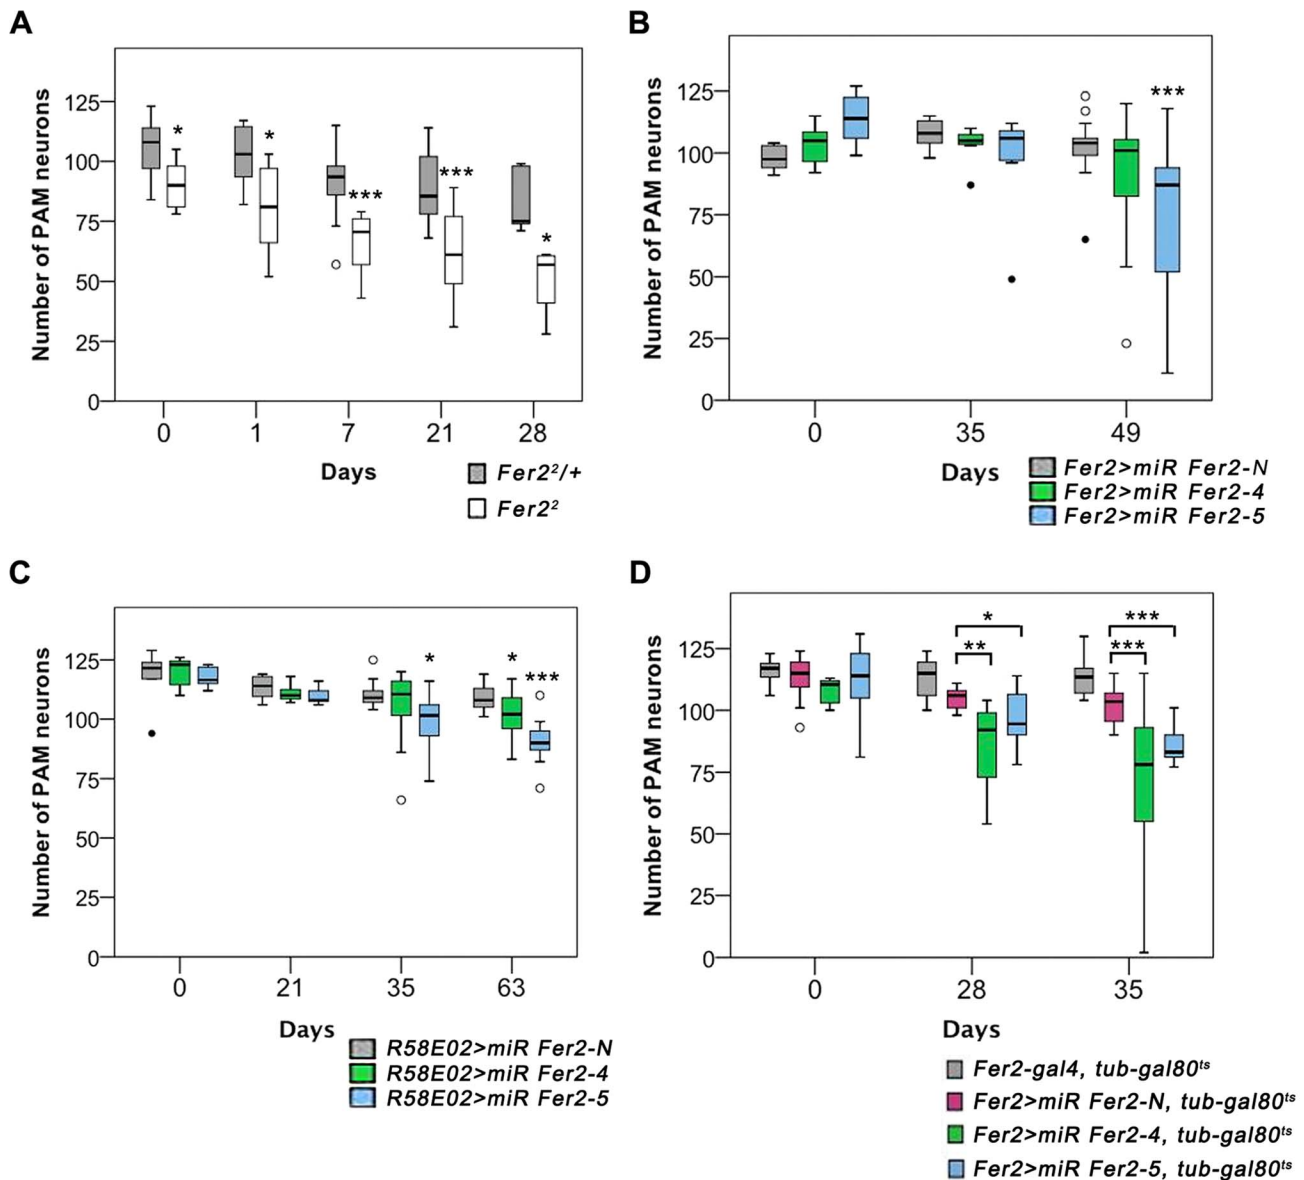 A
Number of PAM neurons
125
100
75
50
25
0
* * *** *** *
0 1 7 21 28
Days
Fer2²/+
Fer2²
B
Number of PAM neurons
125
100
75
50
25
0
***
0 35 49
Days
Fer2>miR Fer2-N
Fer2>miR Fer2-4
Fer2>miR Fer2-5
C
Number of PAM neurons
125
100
75
50
25
0
* * ***
0 21 35 63
Days
R58E02>miR Fer2-N
R58E02>miR Fer2-4
R58E02>miR Fer2-5
D
Number of PAM neurons
125
100
75
50
25
0
* ***
** ***
0 28 35
Days
Fer2-gal4, tub-gal80ᵗˢ
Fer2>miR Fer2-N, tub-gal80ᵗˢ
Fer2>miR Fer2-4, tub-gal80ᵗˢ
Fer2>miR Fer2-5, tub-gal80ᵗˢ